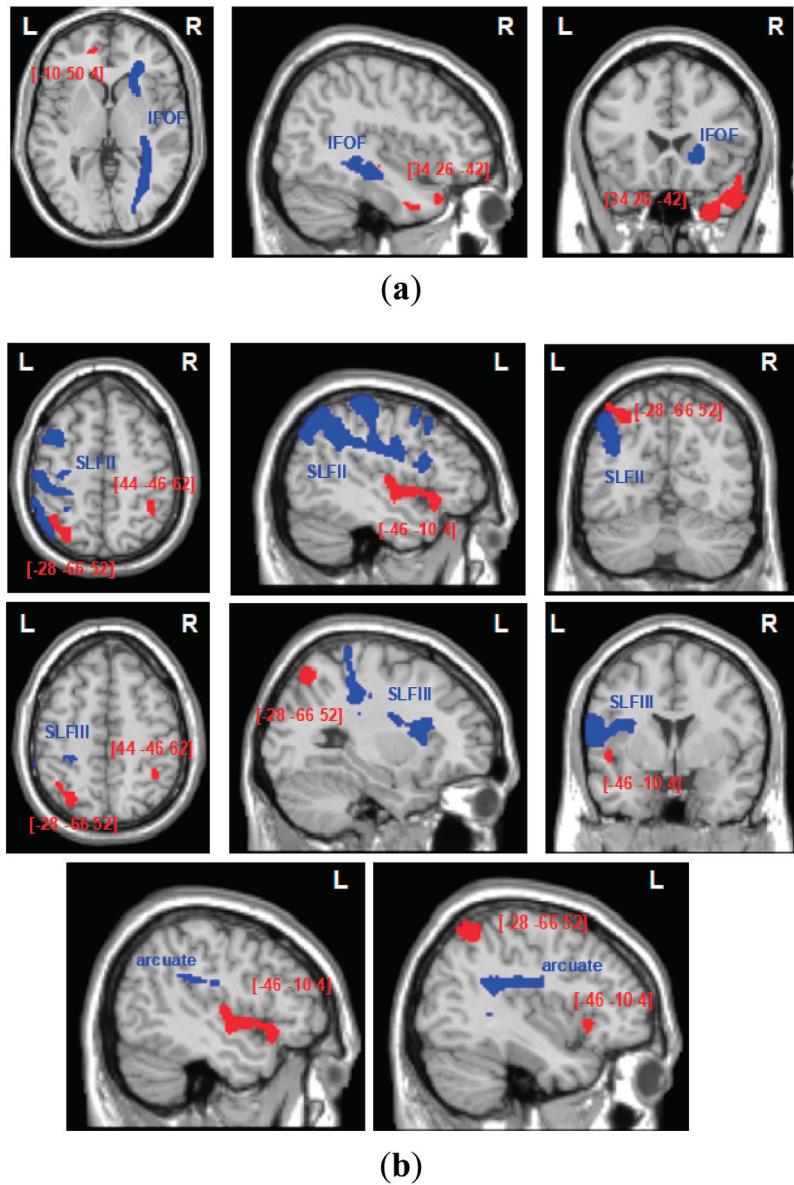 L R R L R
[-10 50 4]
IFOF
IFOF
[34 26 -42]
IFOF
[34 26 -42]
(a)
L R L L R
SLFII
[44 -46 62]
[-28 -66 52]
SLFII
[-46 -10 4]
[-28 -66 52]
SLFII
L R L L R
SLFIII
[44 -46 62]
[-28 -66 52]
SLFIII
[-28 -66 52]
SLFIII
[-46 -10 4]
L L
arcuate
[-46 -10 4]
[-28 -66 52]
arcuate
[-46 -10 4]
(b)